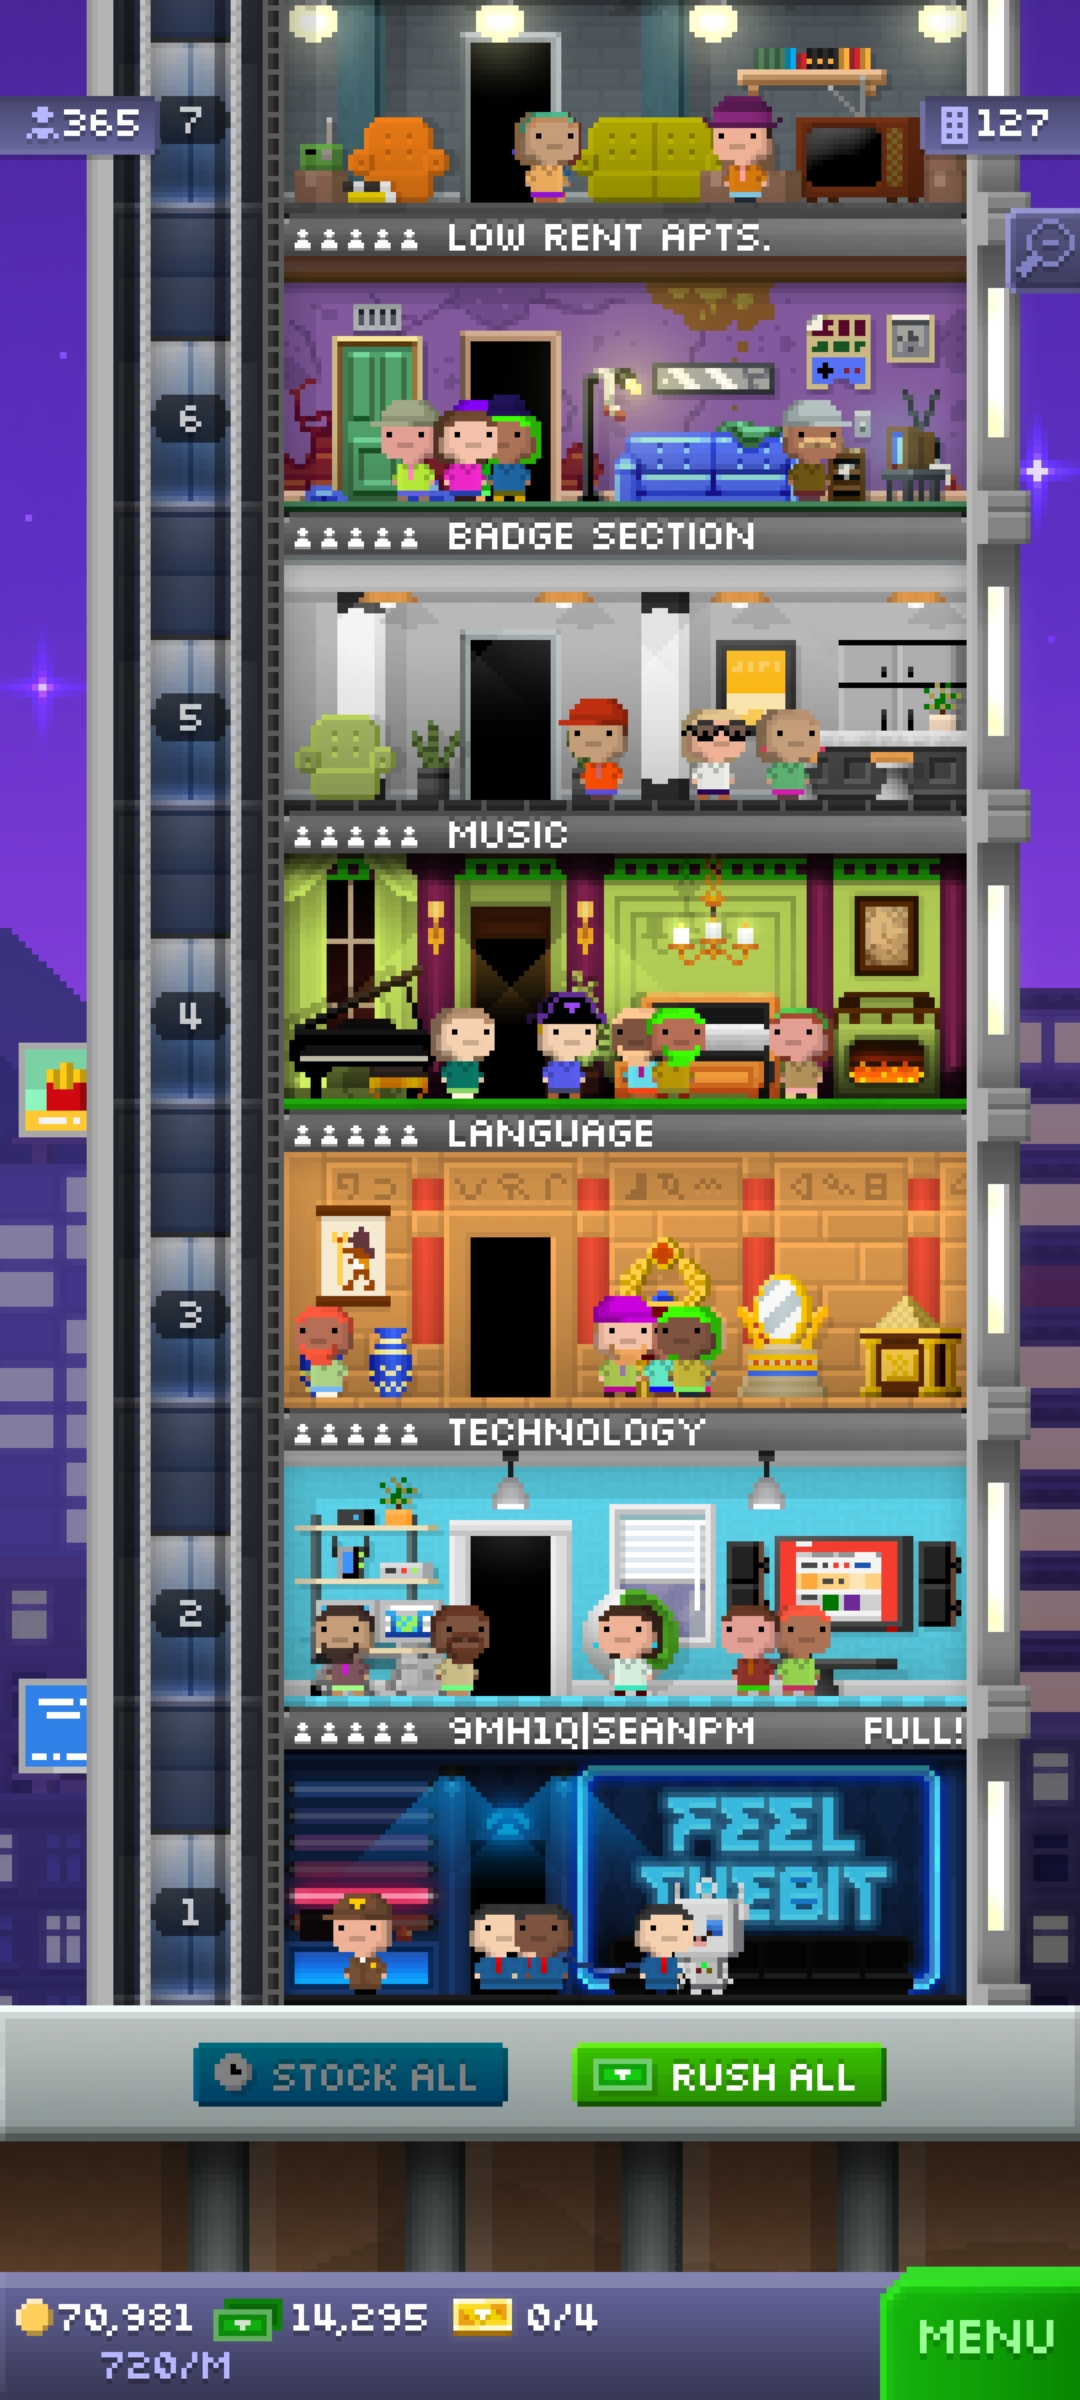 7
365
127
LOW RENT APTS.
6
BADGE SECTION
5
MUSIC
4
LANGUAGE
3
TECHNOLOGY
2
9MH1Q|SEANPM FULL!
FEEL
THEBIT
1
STOCK ALL
RUSH ALL
70,981 14,295 0/4
720/M
MENU